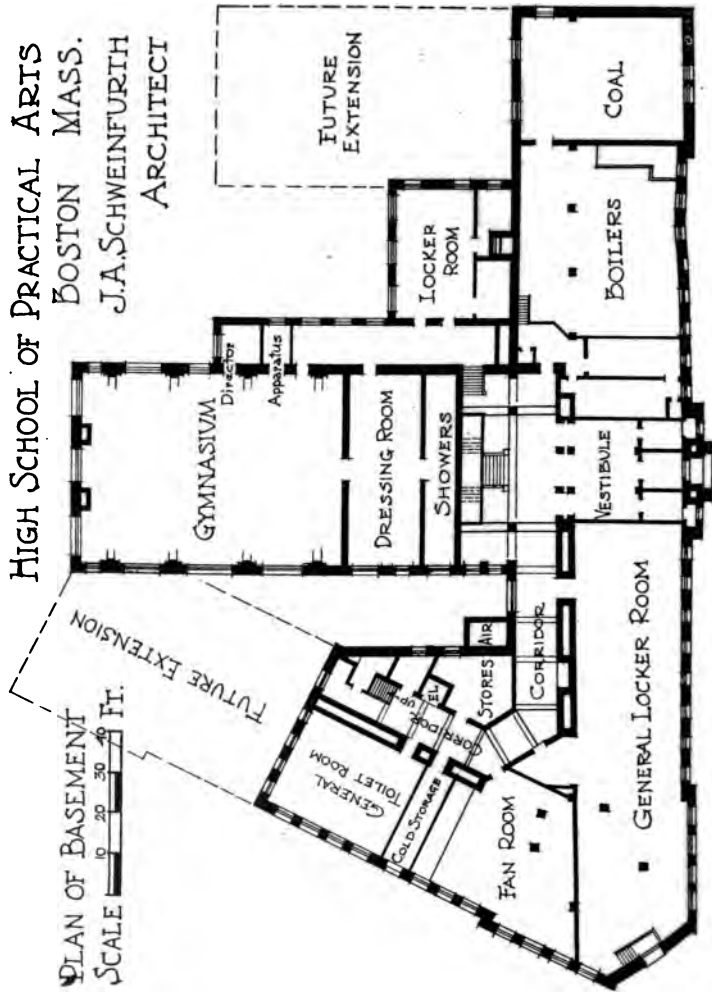 HIGH SCHOOL OF PRACTICAL ARTS
BOSTON MASS.
J.A.SCHWEINFURTH
ARCHITECT
PLAN OF BASEMENT
SCALE 10 20 30 40 FT.
FUTURE EXTENSION
GYMNASIUM
Director
Apparatus
FUTURE
EXTENSION
DRESSING ROOM
SHOWERS
LOCKER
ROOM
GENERAL
TOILET ROOM
UP
EL
CORRIDOR
COLD STORAGE
STORES
AIR
FAN ROOM
CORRIDOR
VESTIBULE
BOILERS
COAL
GENERAL LOCKER ROOM